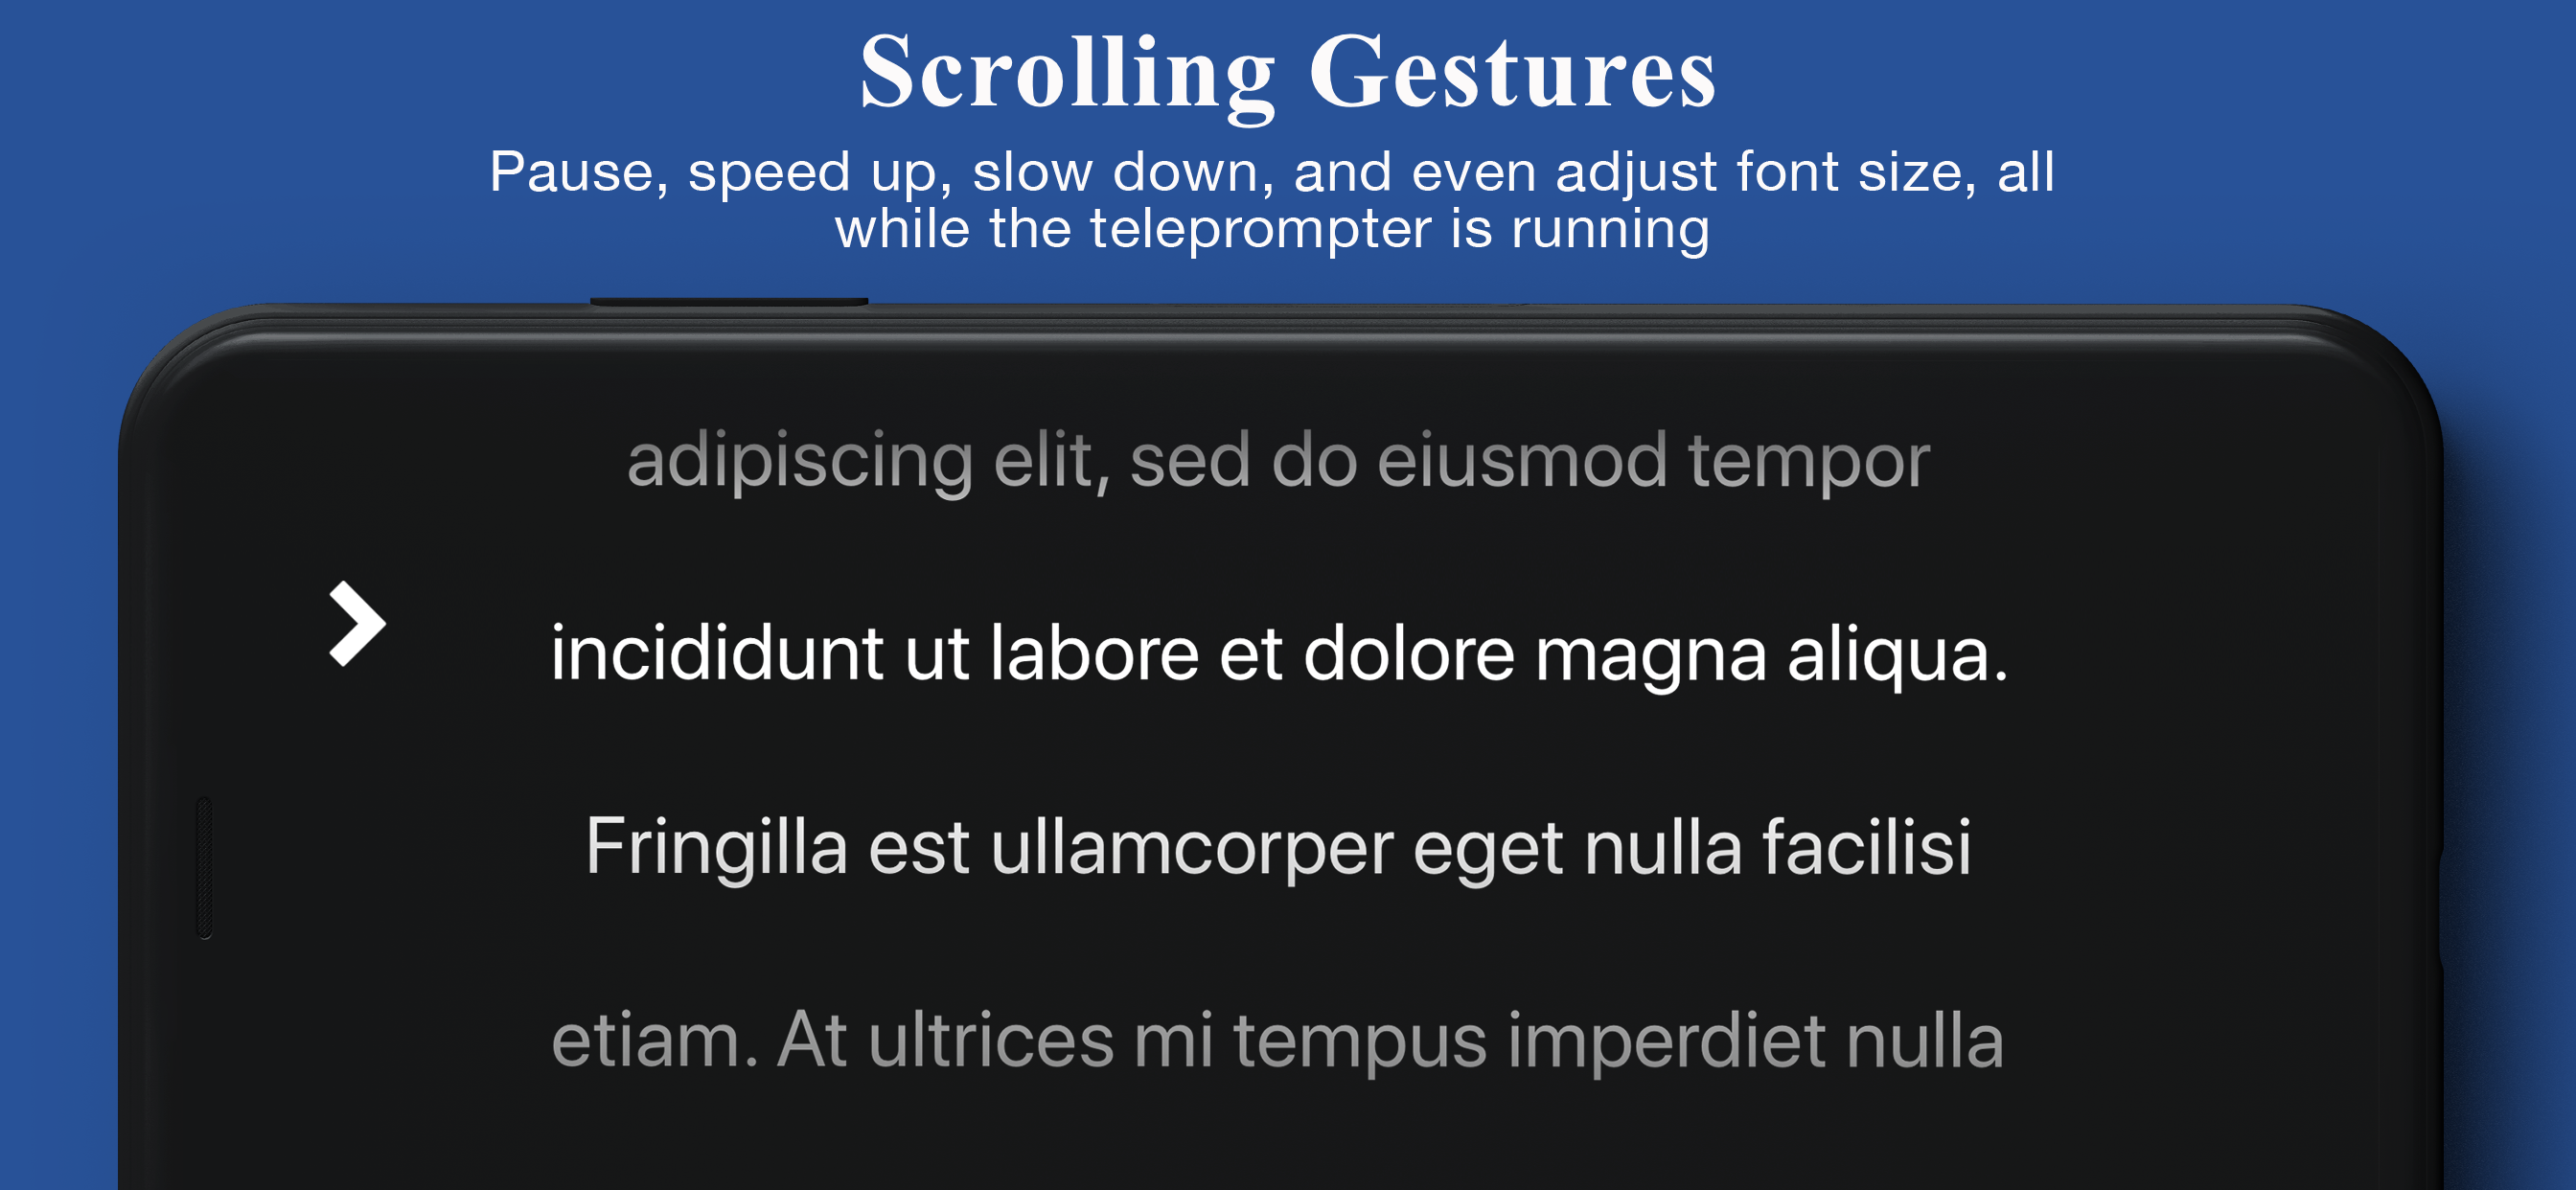 Scrolling Gestures
Pause, speed up, slow down, and even adjust font size, all
while the teleprompter is running
adipiscing elit, sed do eiusmod tempor
incididunt ut labore et dolore magna aliqua.
Fringilla est ullamcorper eget nulla facilisi
etiam. At ultrices mi tempus imperdiet nulla